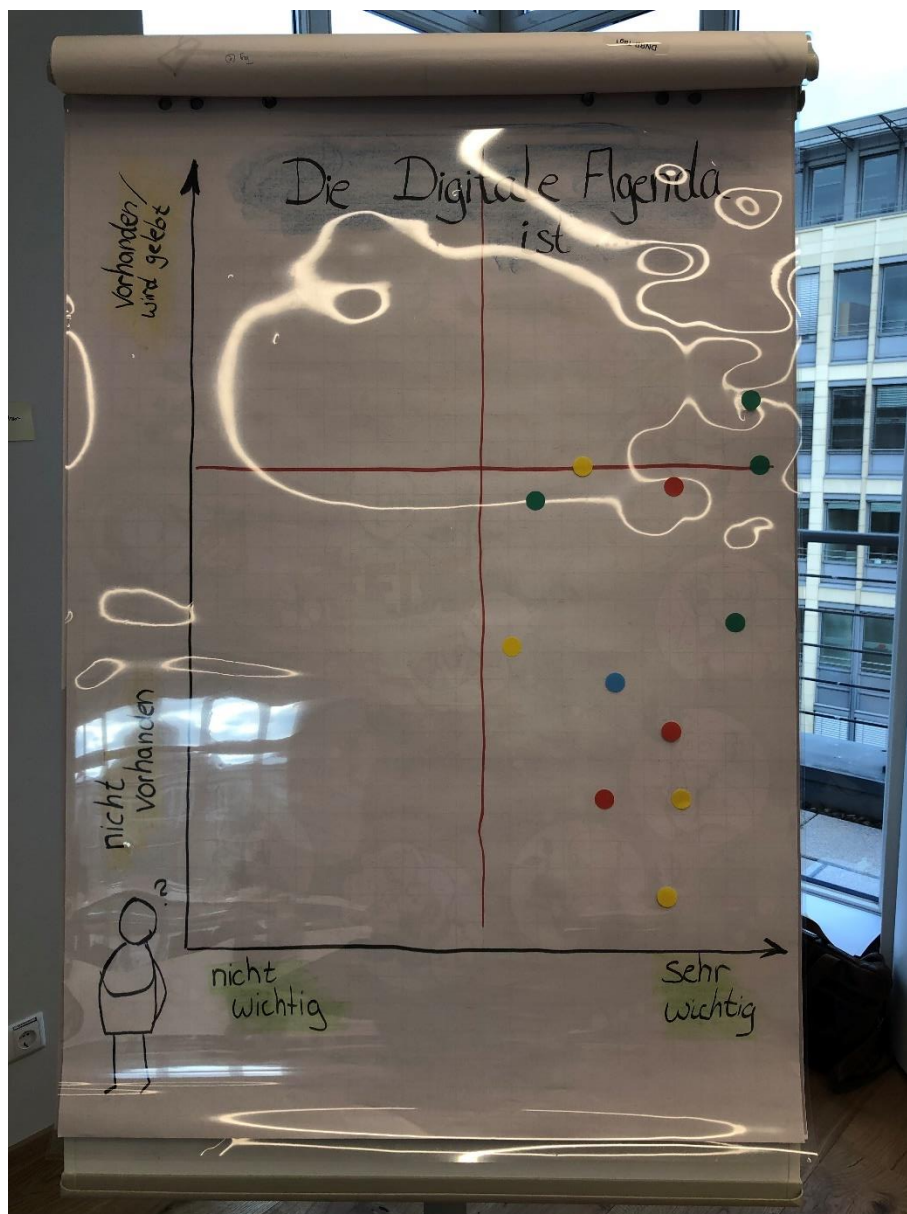 Die Digitale Agenda
ist
Vorhanden/
wird gelebt
nicht
vorhanden
?
nicht
wichtig
Sehr
wichtig